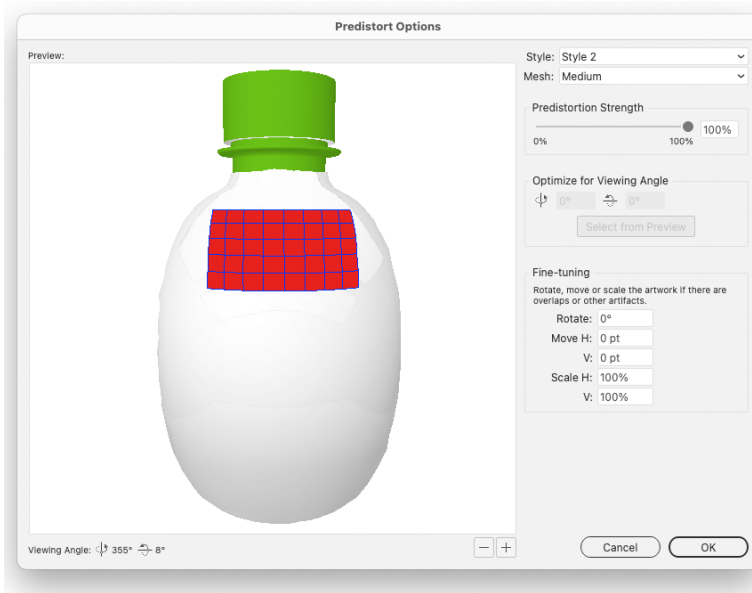 Predistort Options
Preview:
Style: Style 2
Mesh: Medium
Predistortion Strength
100%
0% 100%
Optimize for Viewing Angle
0° 0°
Select from Preview
Fine-tuning
Rotate, move or scale the artwork if there are
overlaps or other artifacts.
Rotate: 0°
Move H: 0 pt
V: 0 pt
Scale H: 100%
V: 100%
Viewing Angle: 355° 8°
Cancel OK